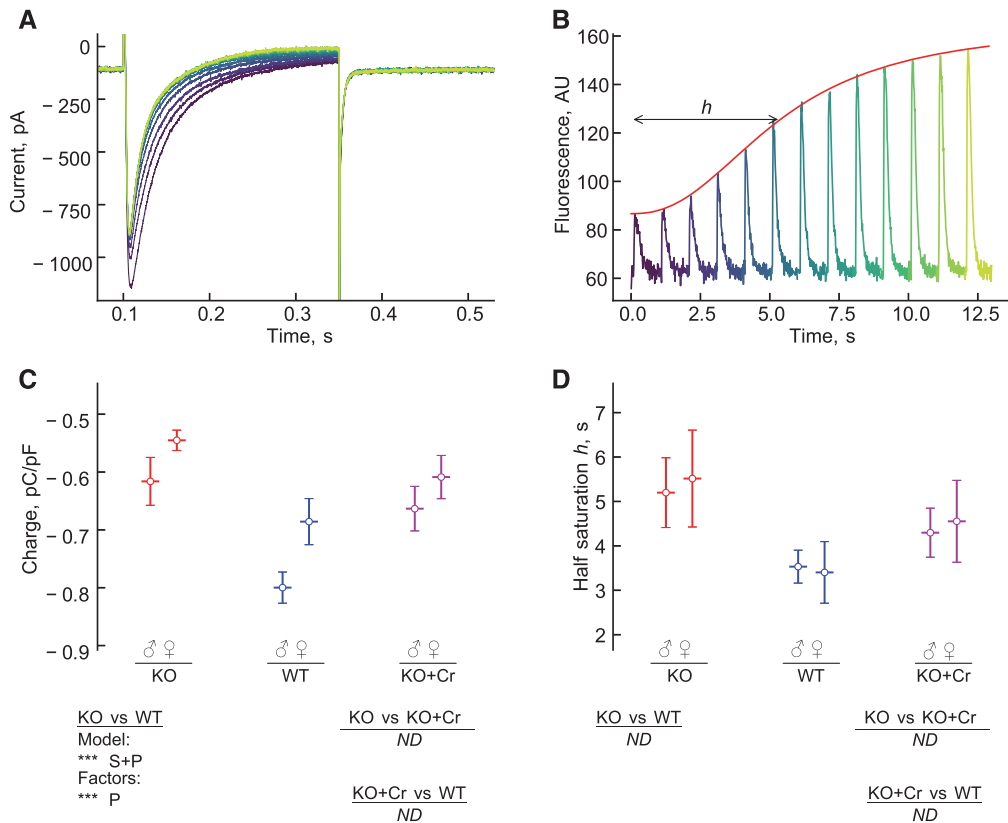 A
0
− 250
− 500
− 750
− 1000
Current, pA
0.1
0.2
0.3
0.4
0.5
Time, s
B
160
140
120
100
80
60
Fluorescence, AU
h
0.0
2.5
5.0
7.5
10.0
12.5
Time, s
C
− 0.5
− 0.6
− 0.7
− 0.8
− 0.9
Charge, pC/pF
♂ ♀ ♂ ♀ ♂ ♀
KO WT KO+Cr
KO vs WT
Model:
*** S+P
Factors:
*** P
KO vs KO+Cr
ND
KO+Cr vs WT
ND
D
7
6
5
4
3
2
Half saturation h, s
♂ ♀ ♂ ♀ ♂ ♀
KO WT KO+Cr
KO vs WT
ND
KO vs KO+Cr
ND
KO+Cr vs WT
ND